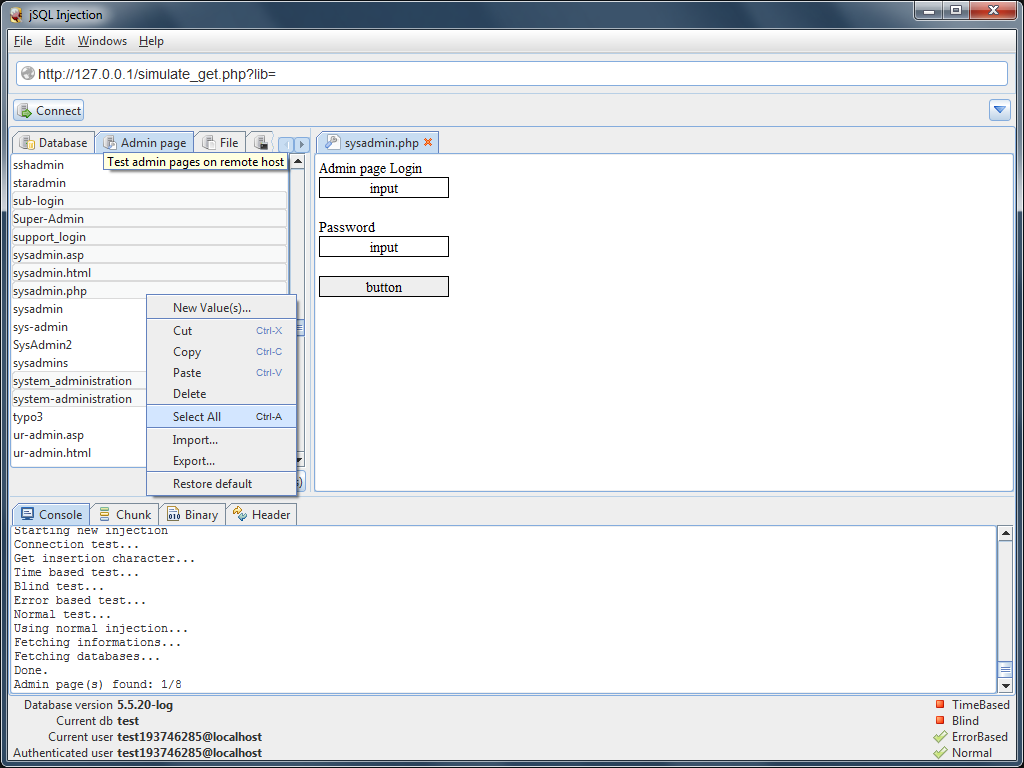 jSQL Injection
File Edit Windows Help
http://127.0.0.1/simulate_get.php?lib=
Connect
Database Admin page File
Test admin pages on remote host
sshadmin
staradmin
sub-login
Super-Admin
support_login
sysadmin.asp
sysadmin.html
sysadmin.php
sysadmin
sys-admin
SysAdmin2
sysadmins
system_administration
system-administration
typo3
ur-admin.asp
ur-admin.html
New Value(s)...
Cut Ctrl-X
Copy Ctrl-C
Paste Ctrl-V
Delete
Select All Ctrl-A
Import...
Export...
Restore default
sysadmin.php
Admin page Login
input
Password
input
button
Console Chunk Binary Header
Starting new injection
Connection test...
Get insertion character...
Time based test...
Blind test...
Error based test...
Normal test...
Using normal injection...
Fetching informations...
Fetching databases...
Done.
Admin page(s) found: 1/8
Database version 5.5.20-log
Current db test
Current user test193746285@localhost
Authenticated user test193746285@localhost
TimeBased
Blind
ErrorBased
Normal